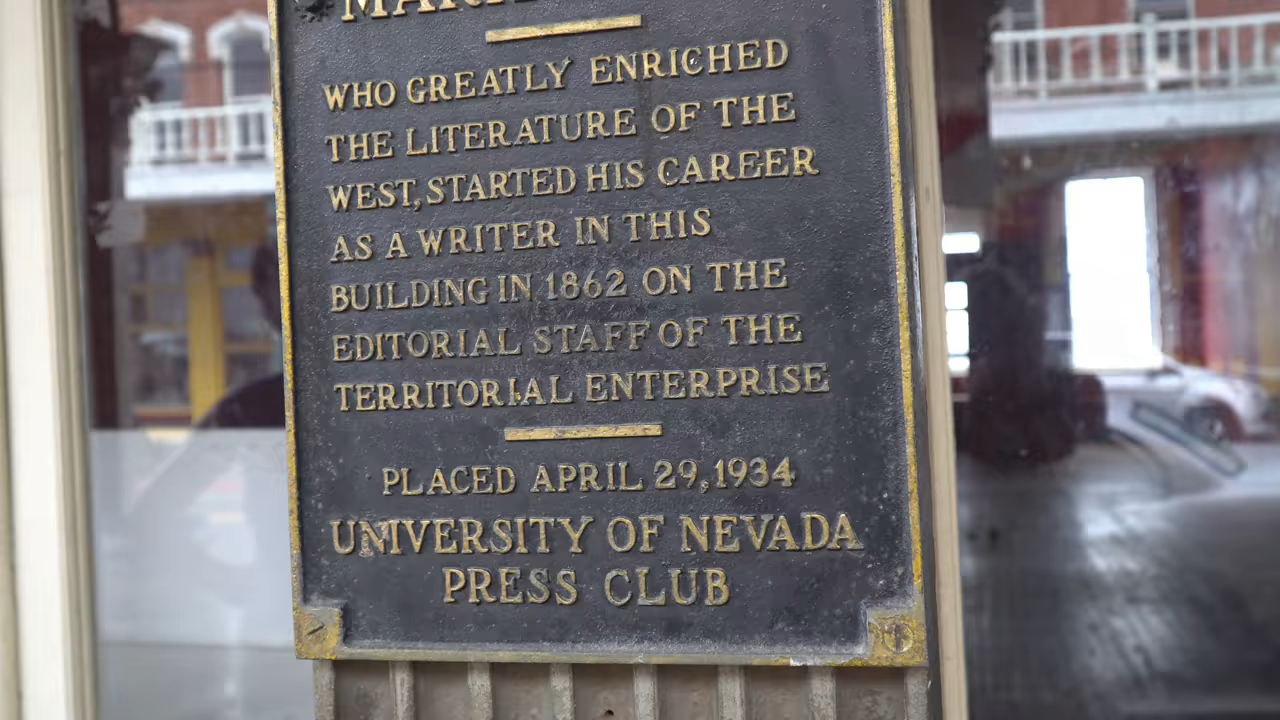 WHO GREATLY ENRICHED
THE LITERATURE OF THE
WEST, STARTED HIS CAREER
AS A WRITER IN THIS
BUILDING IN 1862 ON THE
EDITORIAL STAFF OF THE
TERRITORIAL ENTERPRISE
PLACED APRIL 29, 1934
UNIVERSITY OF NEVADA
PRESS CLUB